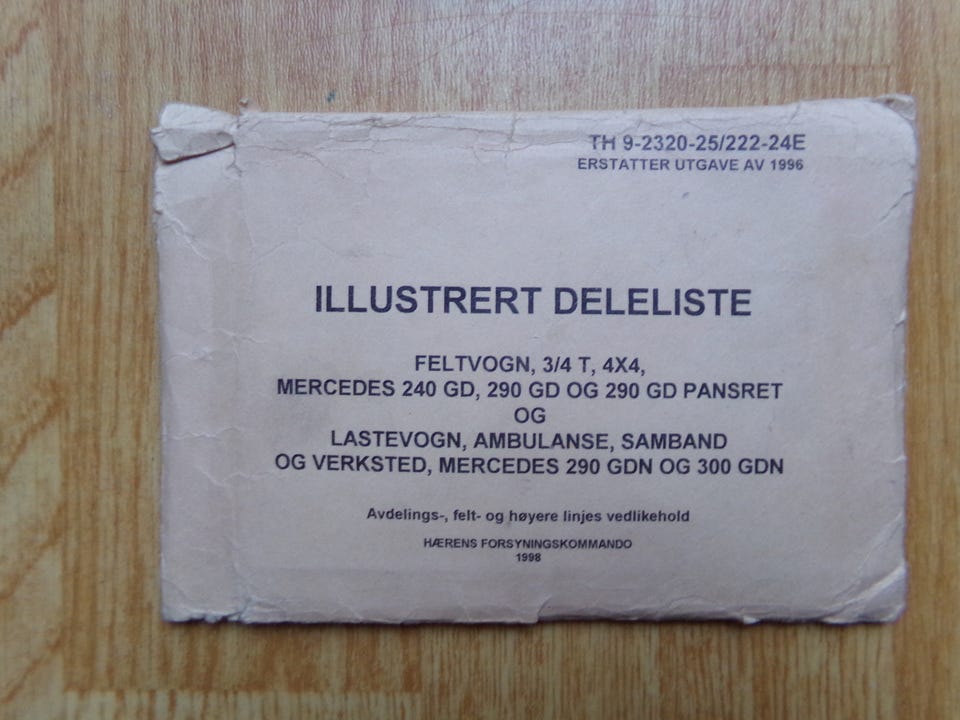 TH 9-2320-25/222-24E
ERSTATTER UTGAVE AV 1996
ILLUSTRERT DELELISTE
FELTVOGN, 3/4 T, 4X4,
MERCEDES 240 GD, 290 GD OG 290 GD PANSRET
OG
LASTEVOGN, AMBULANSE, SAMBAND
OG VERKSTED, MERCEDES 290 GDN OG 300 GDN
Avdelings-, felt- og høyere linjes vedlikehold
HÆRENS FORSYNINGSKOMMANDO
1998